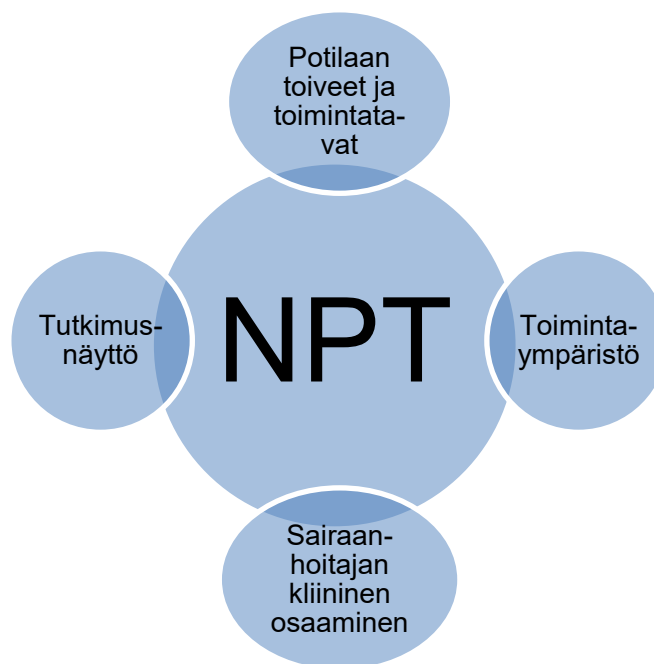 Potilaan
toiveet ja
toimintata-
vat
Tutkimus-
näyttö
NPT
Toiminta-
ympäristö
Sairaan-
hoitajan
kliininen
osaaminen